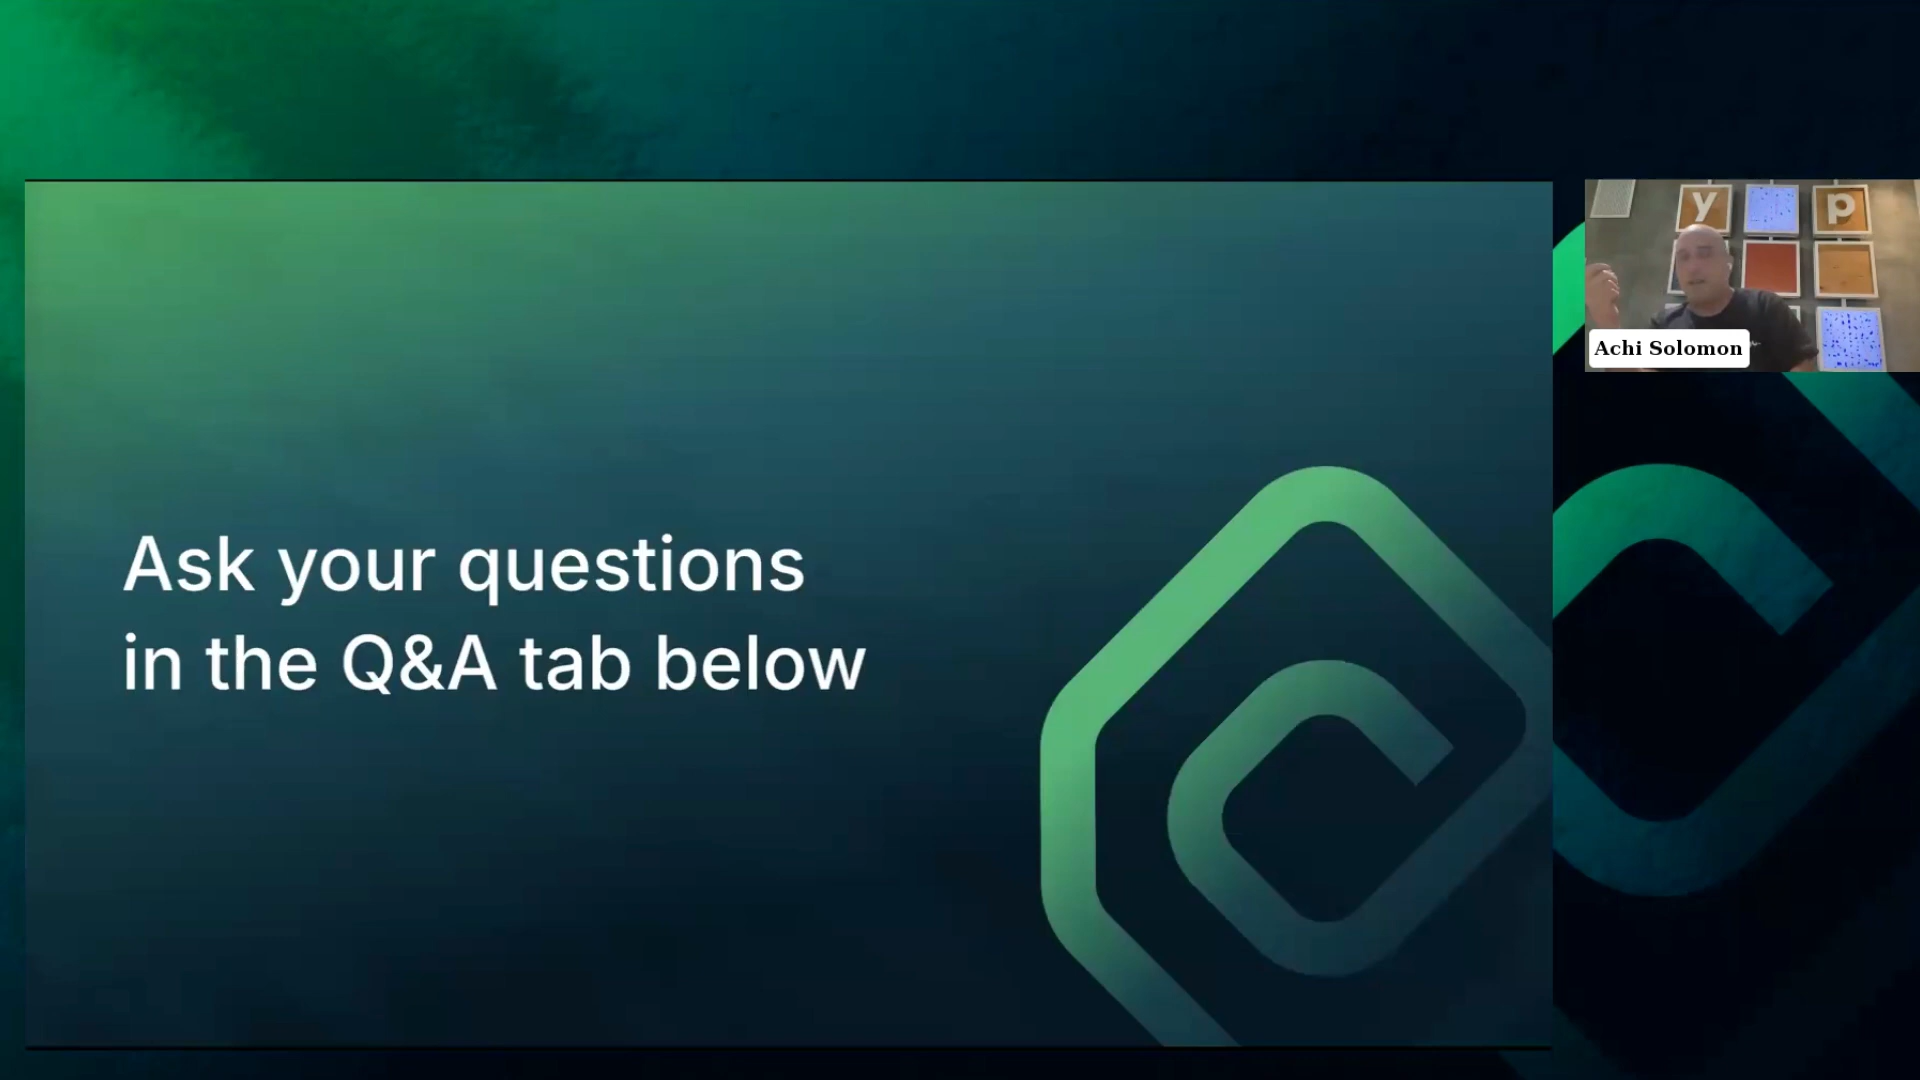 Ask your questions
in the Q&A tab below
y
p
Achi Solomon